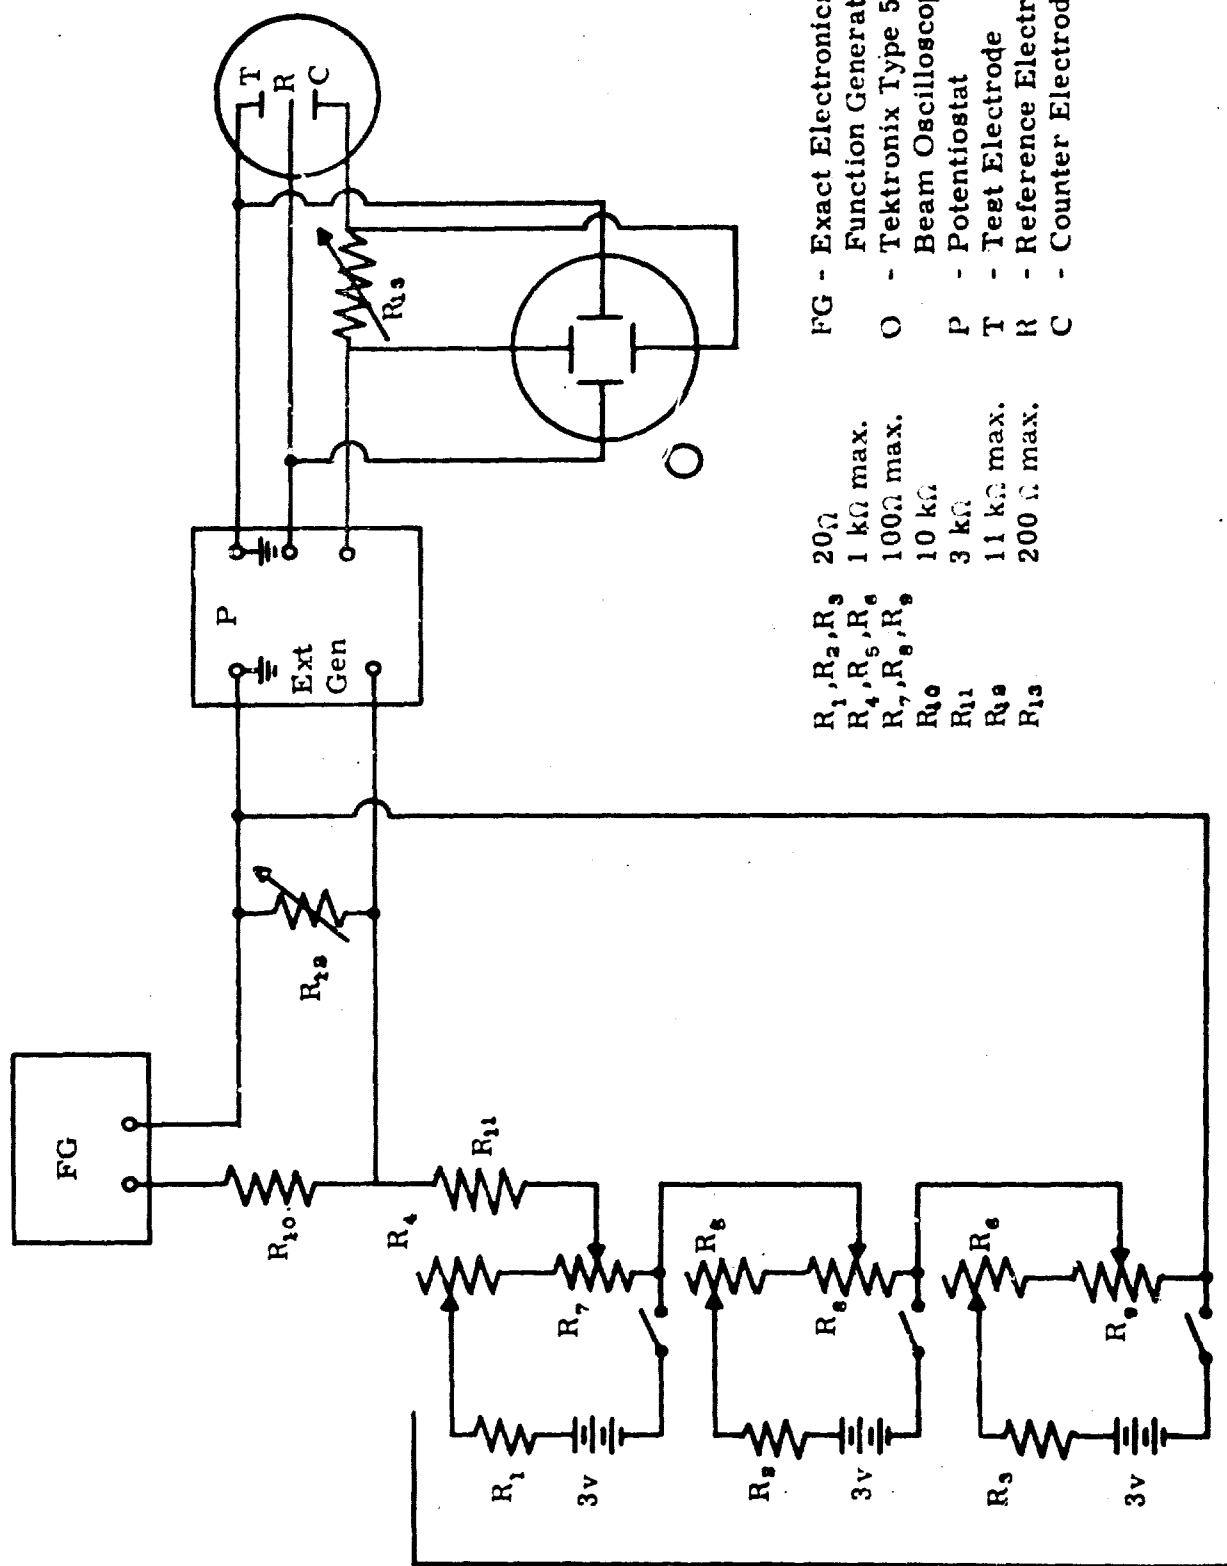 FG
R₁₀
R₁₂
R₁₁
R₄
R₇
R₁
3v
R₅
R₈
R₂
3v
R₆
R₉
R₃
3v
P
Ext
Gen
T
R
C
R₁₃
O
R₁, R₂, R₃ 20Ω
R₄, R₅, R₆ 1 kΩ max.
R₇, R₈, R₉ 100Ω max.
R₁₀ 10 kΩ
R₁₁ 3 kΩ
R₁₂ 11 kΩ max.
R₁₃ 200 Ω max.
FG - Exact Electronics
Function Generat
O - Tektronix Type 5
Beam Oscilloscop
P - Potentiostat
T - Test Electrode
R - Reference Electr
C - Counter Electrod